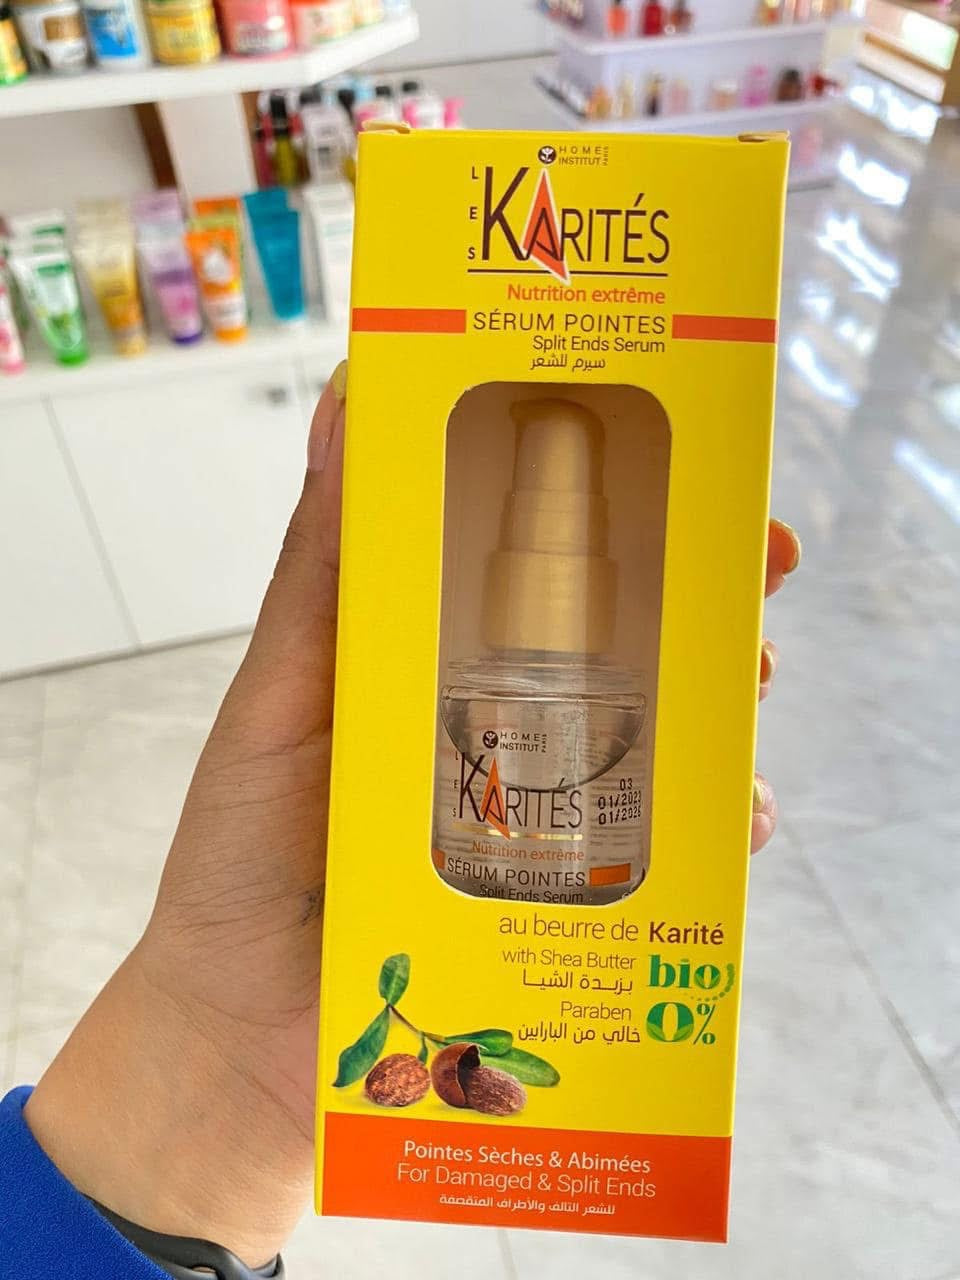 HOME
INSTITUT PARIS
LES
KARITÉS
Nutrition extrême
SÉRUM POINTES
Split Ends Serum
سيرم للشعر
HOME
INSTITUT PARIS
LES
KARITÉS
03
01/2023
01/2026
Nutrition extrême
SÉRUM POINTES
Split Ends Serum
au beurre de Karité
with Shea Butter
bio
بزبدة الشيا
Paraben
0%
خالي من البارابين
Pointes Sèches & Abimées
For Damaged & Split Ends
للشعر التالف والأطراف المتقصفة